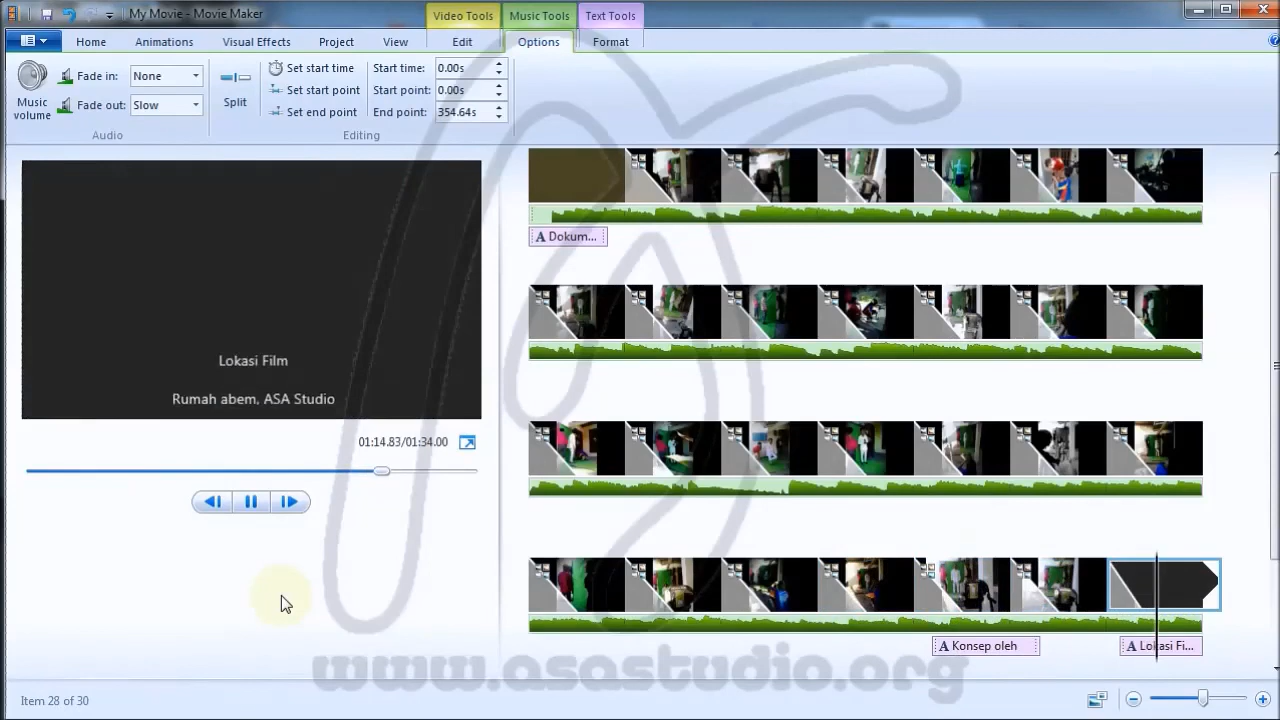 My Movie - Movie Maker
Video Tools
Music Tools
Text Tools
Home
Animations
Visual Effects
Project
View
Edit
Options
Format
Music volume
Fade in:
None
Fade out:
Slow
Audio
Split
Set start time
Set start point
Set end point
Start time:
0.00s
Start point:
0.00s
End point:
354.64s
Editing
A Dokum...
Lokasi Film
Rumah abem, ASA Studio
01:14.83/01:34.00
A Konsep oleh
A Lokasi Fi...
www.asastudio.org
Item 28 of 30